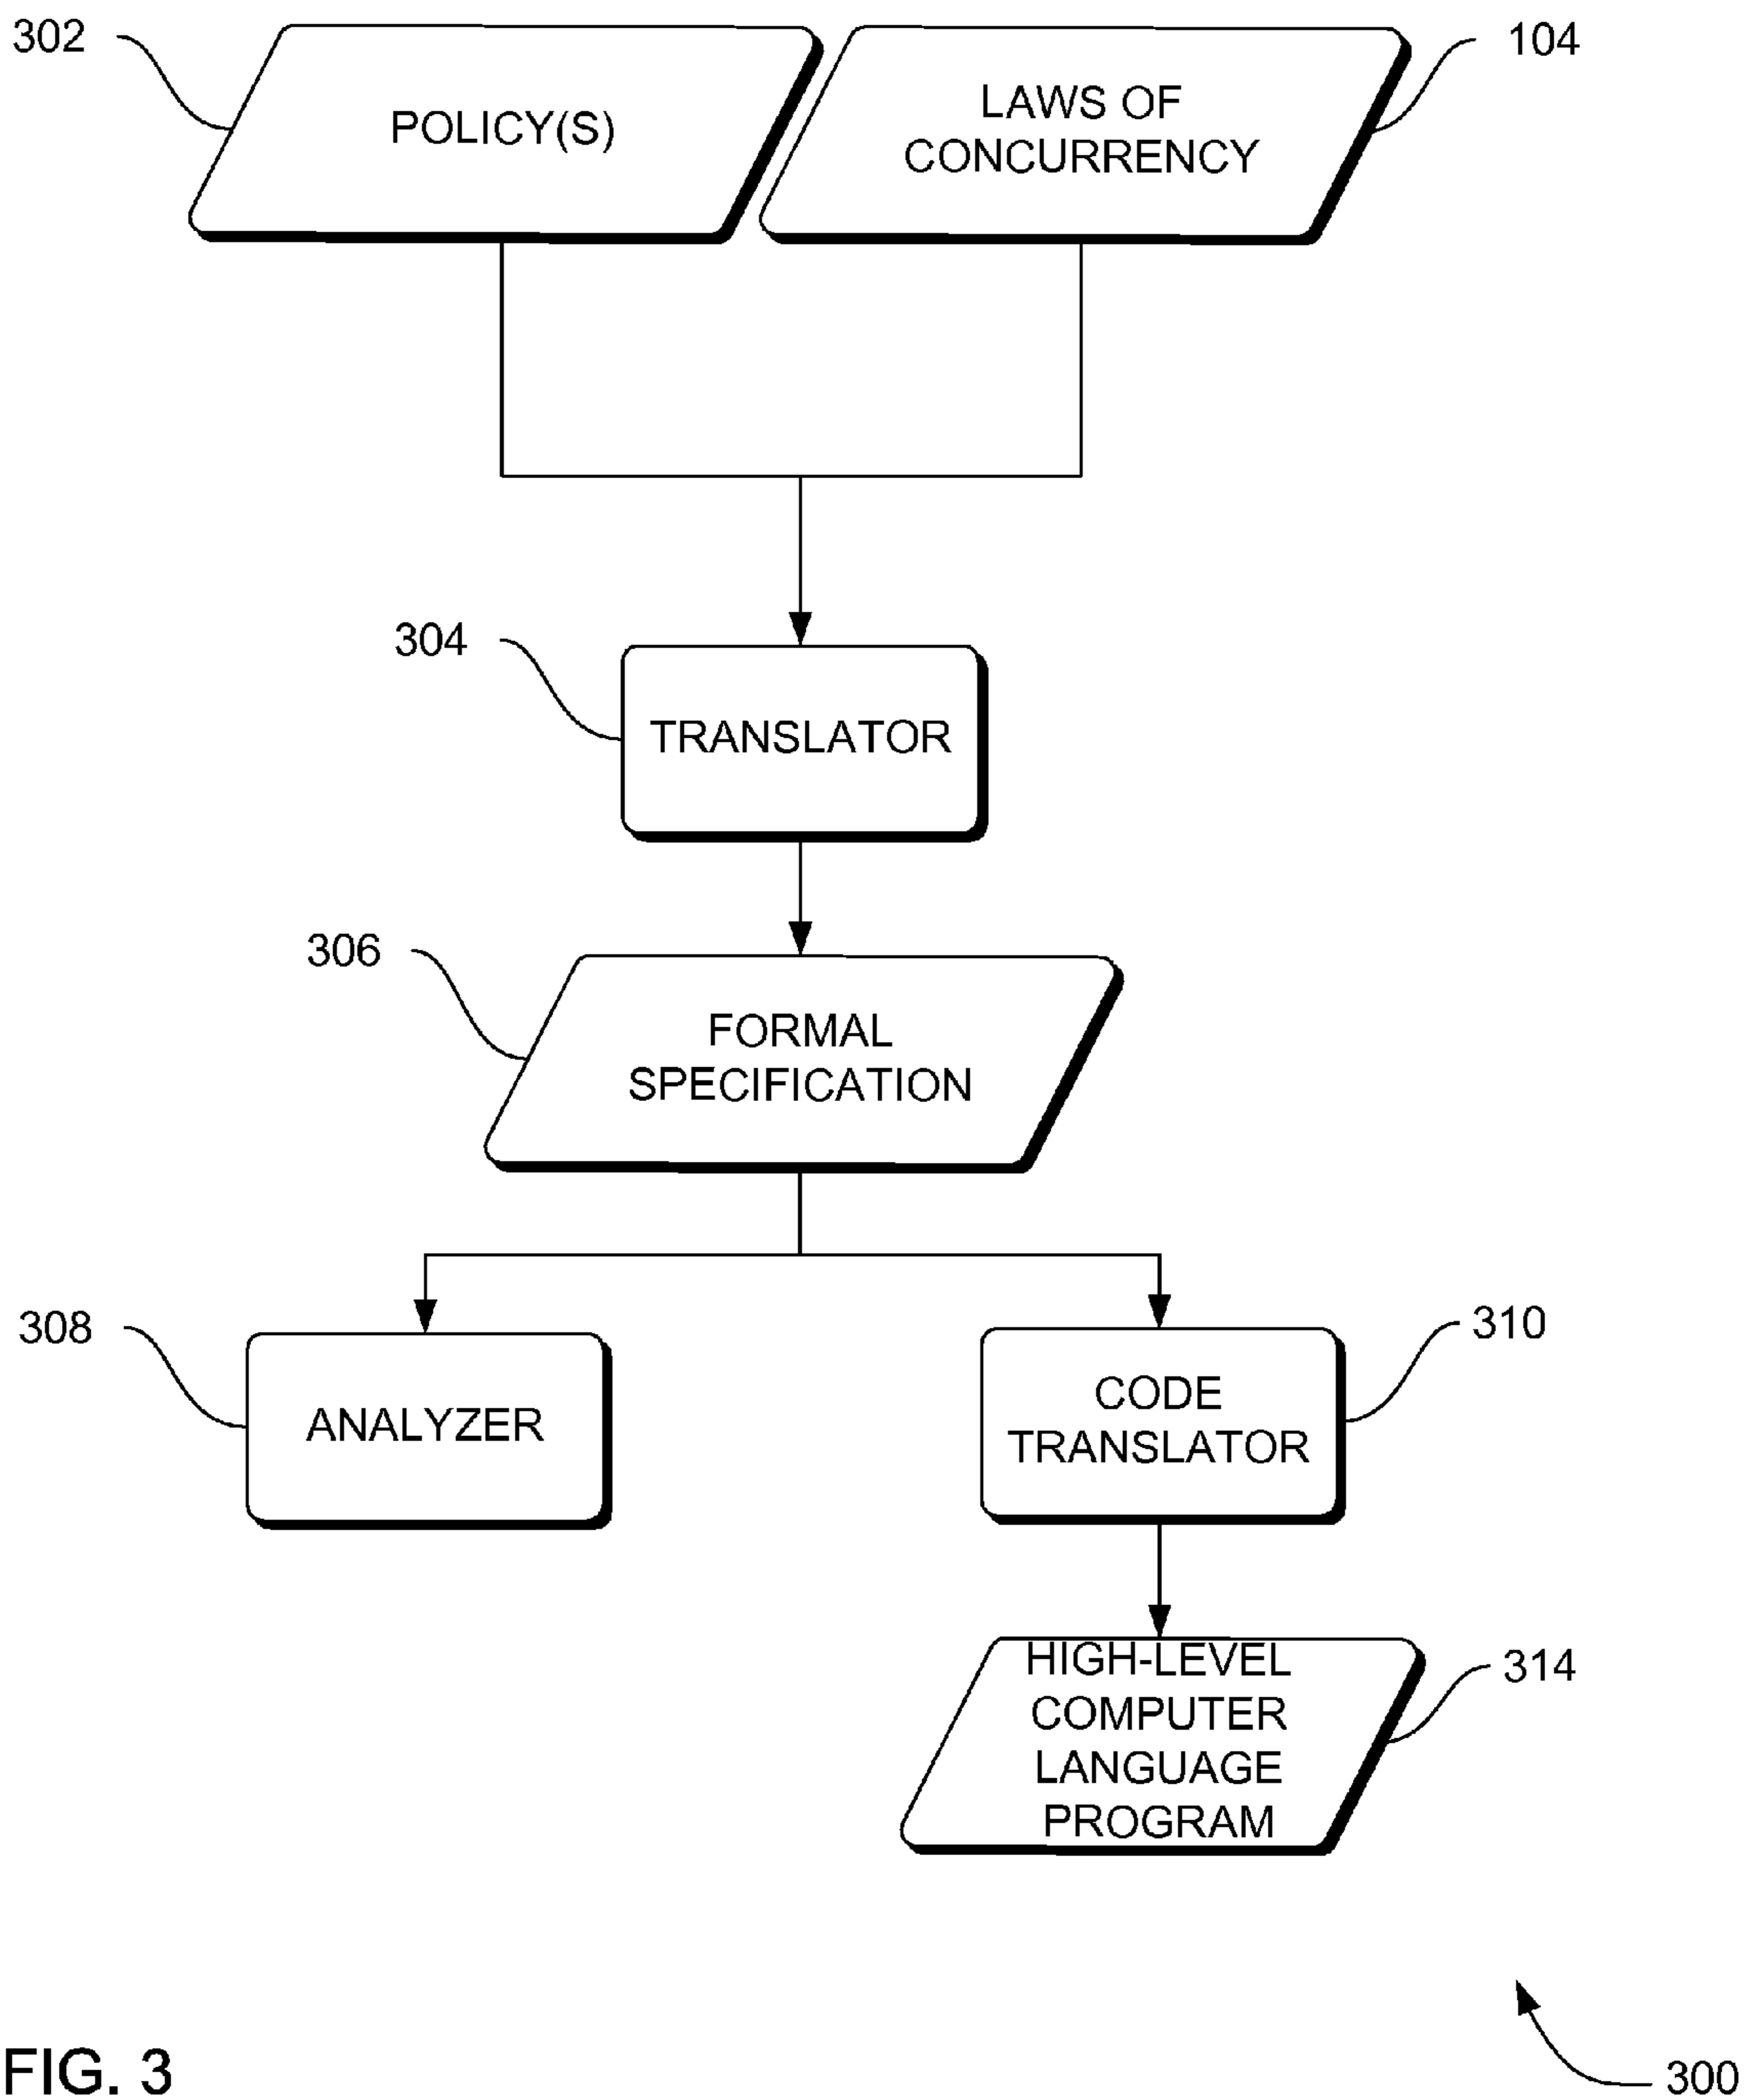 302
POLICY(S)
LAWS OF
CONCURRENCY
104
304
TRANSLATOR
306
FORMAL
SPECIFICATION
308
ANALYZER
310
CODE
TRANSLATOR
HIGH-LEVEL
COMPUTER
LANGUAGE
PROGRAM
314
FIG. 3
300